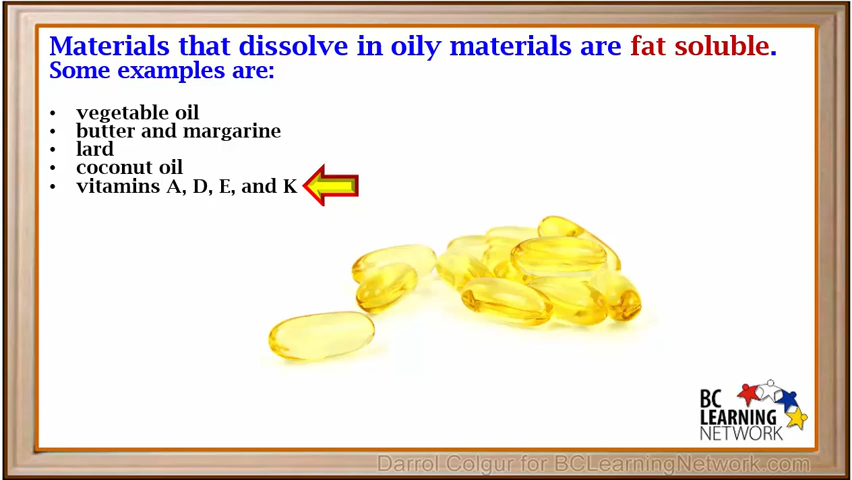 Materials that dissolve in oily materials are fat soluble.
Some examples are:
• vegetable oil
• butter and margarine
• lard
• coconut oil
• vitamins A, D, E, and K
BC
LEARNING
NETWORK
Darrol Colgur for BCLearningNetwork.com